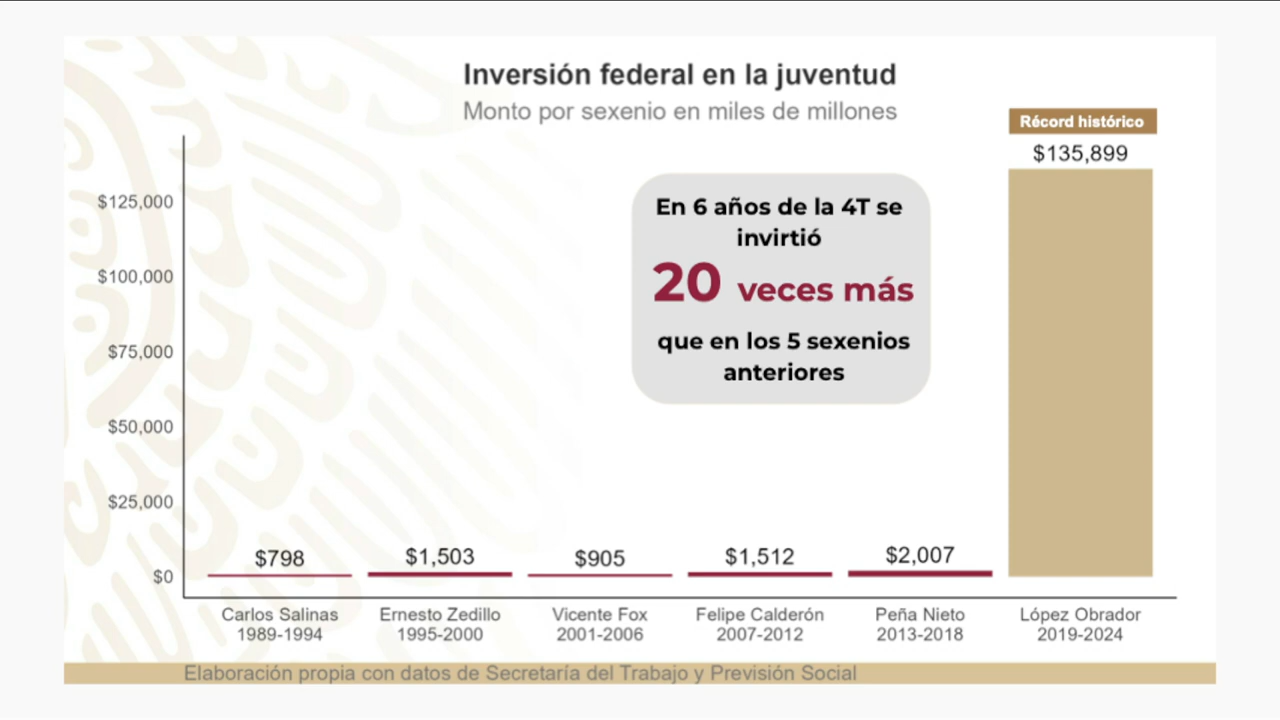 Inversión federal en la juventud
Monto por sexenio en miles de millones
Récord histórico
$135,899
$125,000
$100,000
$75,000
$50,000
$25,000
$0
En 6 años de la 4T se
invirtió
20 veces más
que en los 5 sexenios
anteriores
$798
$1,503
$905
$1,512
$2,007
Carlos Salinas
1989-1994
Ernesto Zedillo
1995-2000
Vicente Fox
2001-2006
Felipe Calderón
2007-2012
Peña Nieto
2013-2018
López Obrador
2019-2024
Elaboración propia con datos de Secretaría del Trabajo y Previsión Social